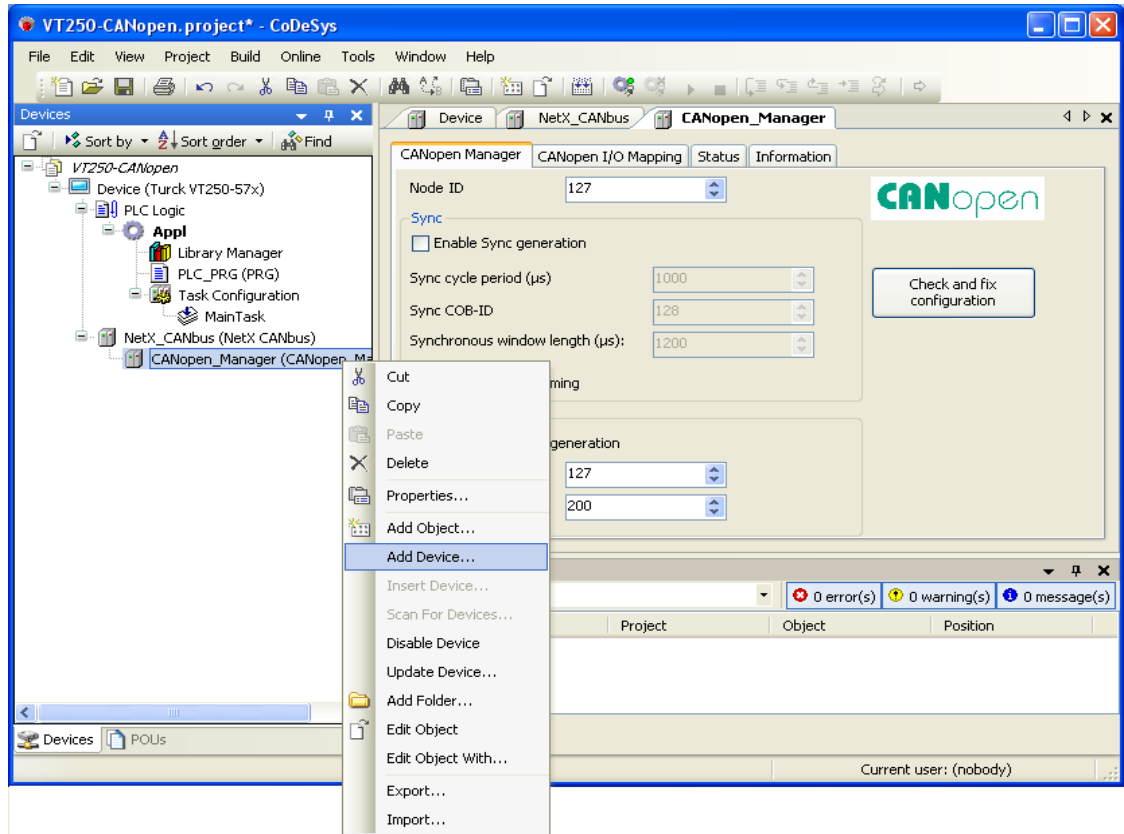 VT250-CANopen.project* - CoDeSys
File Edit View Project Build Online Tools Window Help
Devices
Sort by Sort order Find
VT250-CANopen
Device (Turck VT250-57x)
PLC Logic
Appl
Library Manager
PLC_PRG (PRG)
Task Configuration
MainTask
NetX_CANbus (NetX CANbus)
CANopen_Manager (CANopen_Ma
Device NetX_CANbus CANopen_Manager
CANopen Manager CANopen I/O Mapping Status Information
Node ID 127
CANopen
Sync
Enable Sync generation
Sync cycle period (µs) 1000
Check and fix
configuration
Sync COB-ID 128
Synchronous window length (µs): 1200
ming
generation
127
200
Cut
Copy
Paste
Delete
Properties...
Add Object...
Add Device...
Insert Device...
Scan For Devices...
Disable Device
Update Device...
Add Folder...
Edit Object
Edit Object With...
Export...
Import...
0 error(s) 0 warning(s) 0 message(s)
Project Object Position
Devices POUs
Current user: (nobody)